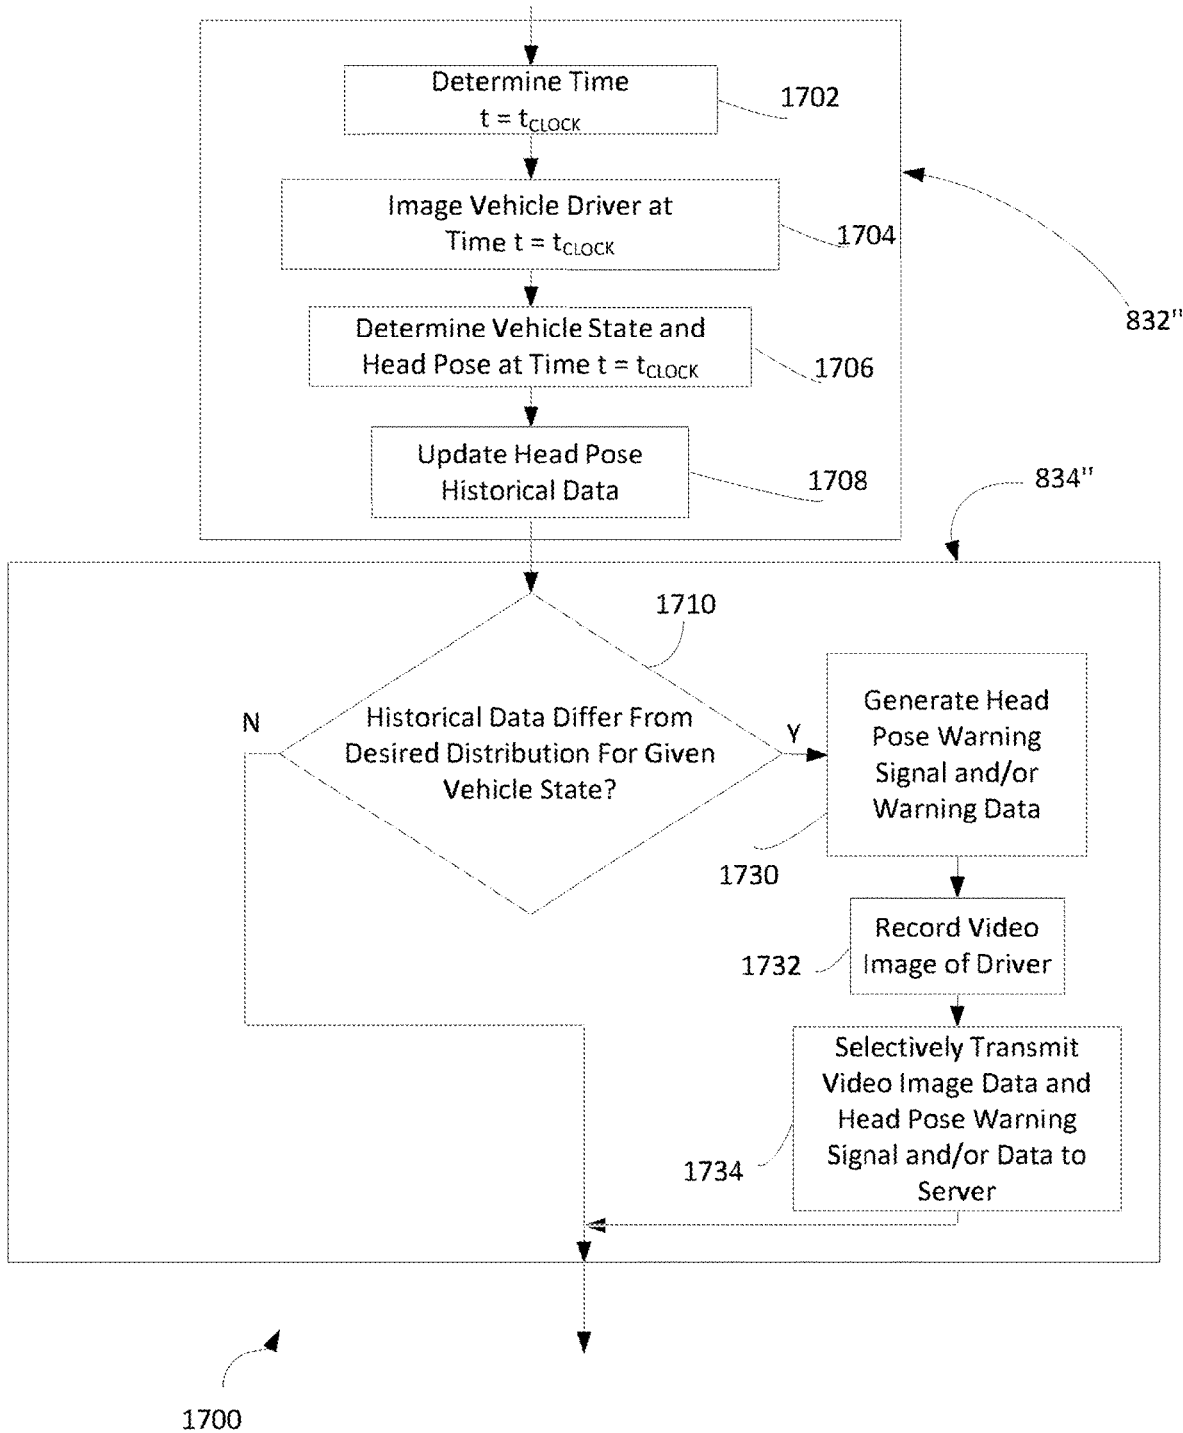 Determine Time
t = tCLOCK
1702
Image Vehicle Driver at
Time t = tCLOCK
1704
832"
Determine Vehicle State and
Head Pose at Time t = tCLOCK
1706
Update Head Pose
Historical Data
1708
834"
1710
N
Historical Data Differ From
Desired Distribution For Given
Vehicle State?
Y
Generate Head
Pose Warning
Signal and/or
Warning Data
1730
Record Video
Image of Driver
1732
Selectively Transmit
Video Image Data and
Head Pose Warning
Signal and/or Data to
Server
1734
1700